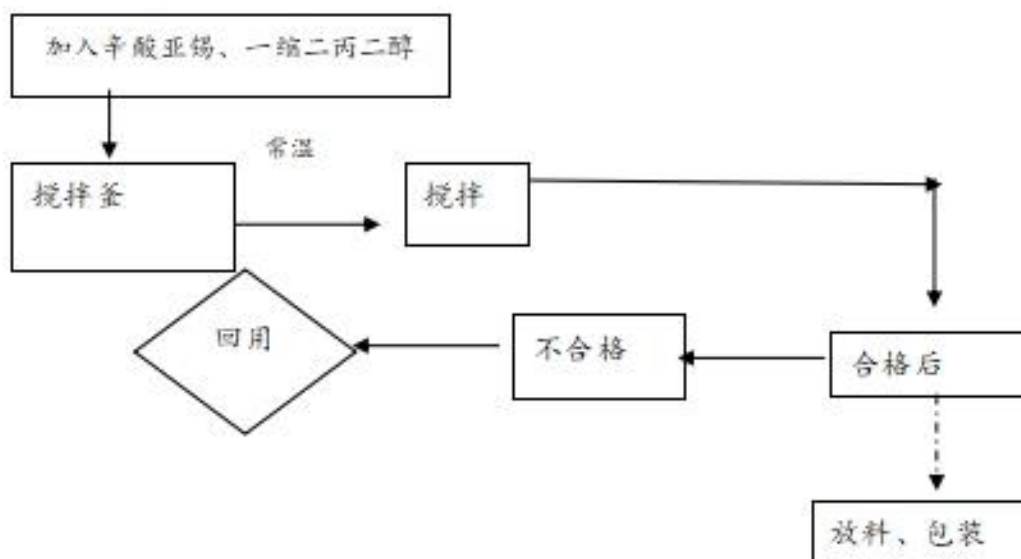 加入辛酸亚锡、一缩二丙二醇
常温
搅拌釜
搅拌
回用
不合格
合格后
放料、包装